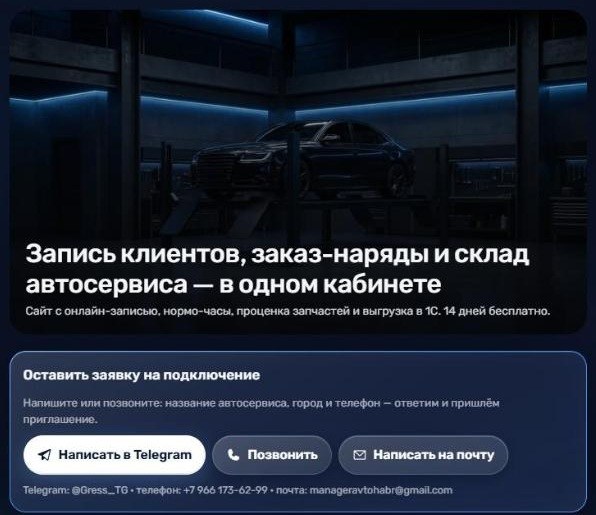 Запись клиентов, заказ-наряды и склад
автосервиса — в одном кабинете
Сайт с онлайн-записью, нормо-часы, проценка запчастей и выгрузка в 1С. 14 дней бесплатно.
Оставить заявку на подключение
Напишите или позвоните: название автосервиса, город и телефон — ответим и пришлём
приглашение.
Написать в Telegram
Позвонить
Написать на почту
Telegram: @Gress_TG • телефон: +7 966 173-62-99 • почта: manageravtohabr@gmail.com